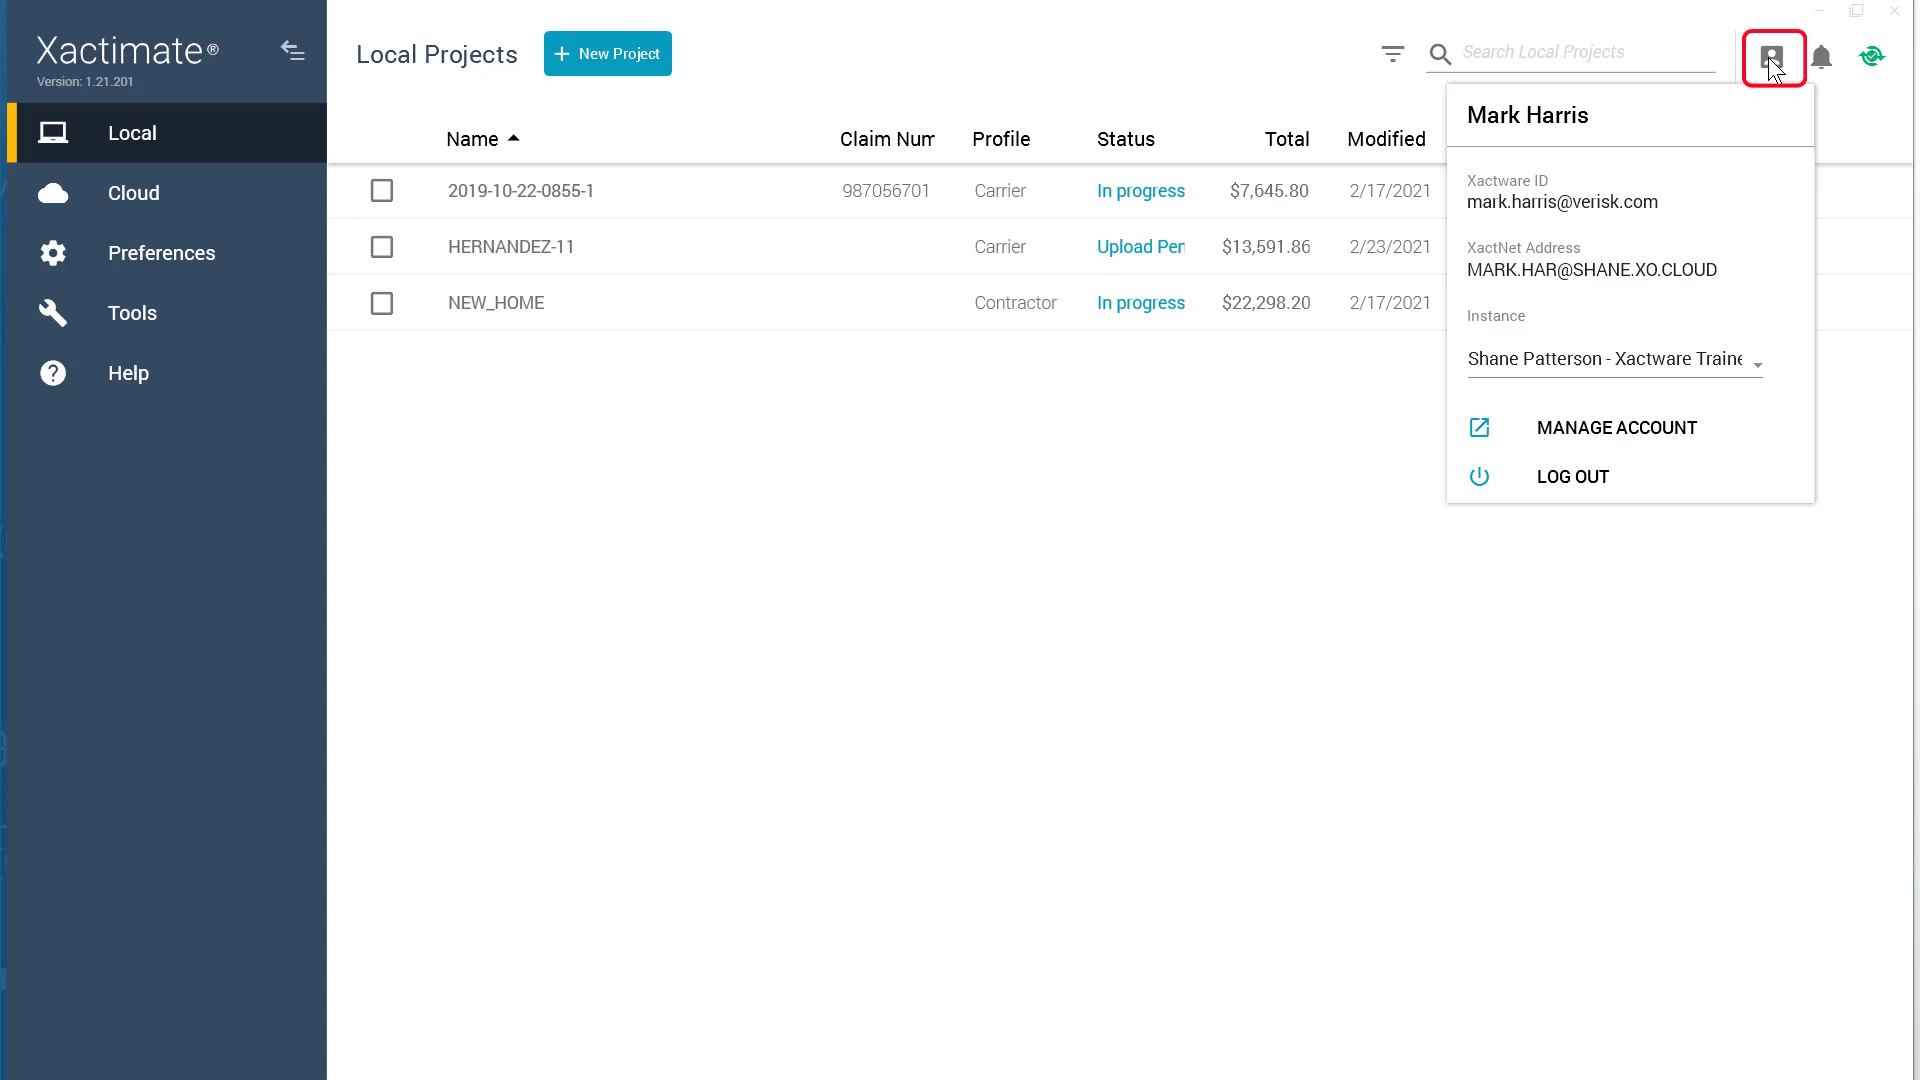 Xactimate®
Version: 1.21.201
Local
Cloud
Preferences
Tools
Help
Local Projects
+ New Project
Search Local Projects
Name Claim Num Profile Status Total Modified
2019-10-22-0855-1 987056701 Carrier In progress $7,645.80 2/17/2021
HERNANDEZ-11 Carrier Upload Pen $13,591.86 2/23/2021
NEW_HOME Contractor In progress $22,298.20 2/17/2021
Mark Harris
Xactware ID
mark.harris@verisk.com
XactNet Address
MARK.HAR@SHANE.XO.CLOUD
Instance
Shane Patterson - Xactware Traine
MANAGE ACCOUNT
LOG OUT